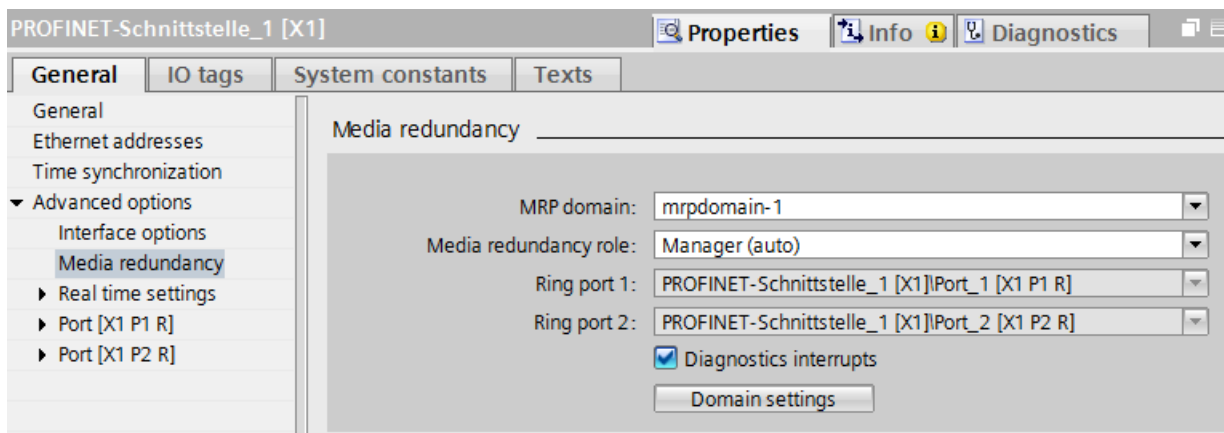 PROFINET-Schnittstelle_1 [X1]
Properties
Info
Diagnostics
General
IO tags
System constants
Texts
General
Ethernet addresses
Time synchronization
Advanced options
Interface options
Media redundancy
Real time settings
Port [X1 P1 R]
Port [X1 P2 R]
Media redundancy
MRP domain: mrpdomain-1
Media redundancy role: Manager (auto)
Ring port 1: PROFINET-Schnittstelle_1 [X1]\Port_1 [X1 P1 R]
Ring port 2: PROFINET-Schnittstelle_1 [X1]\Port_2 [X1 P2 R]
Diagnostics interrupts
Domain settings